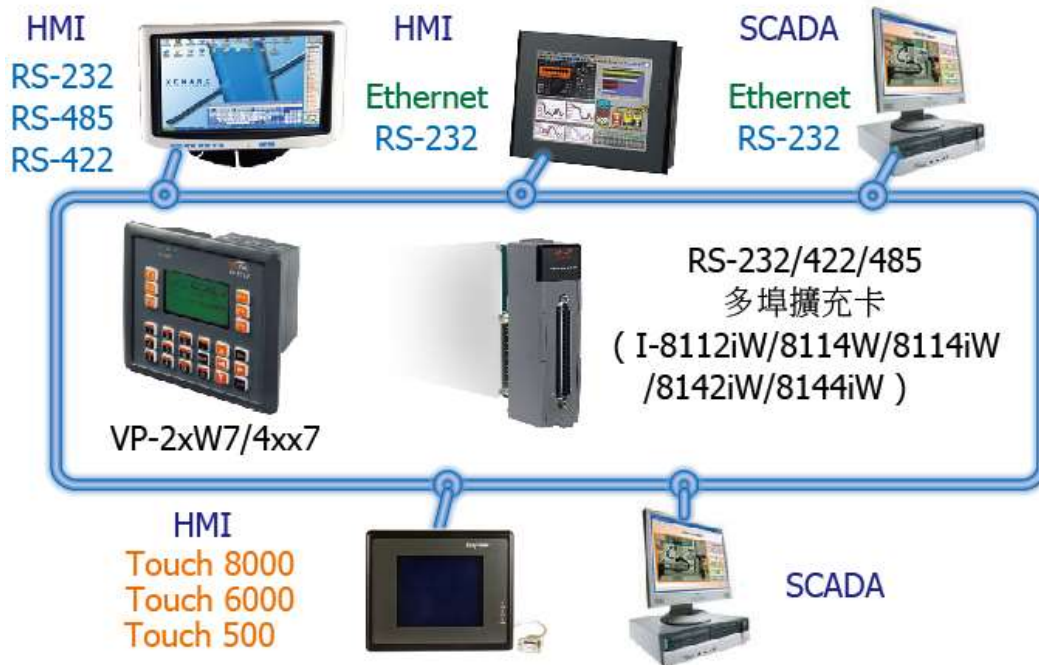 HMI
RS-232
RS-485
RS-422
XENARC
HMI
Ethernet
RS-232
SCADA
Ethernet
RS-232
VP-2xW7/4xx7
RS-232/422/485
多埠擴充卡
( I-8112iW/8114W/8114iW
/8142iW/8144iW )
HMI
Touch 8000
Touch 6000
Touch 500
SCADA